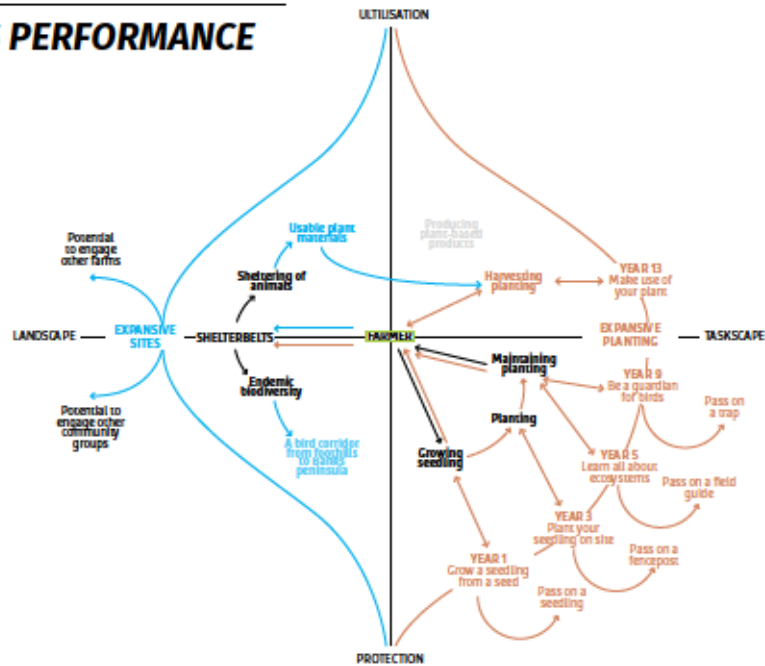 ULTILISATION
PERFORMANCE
Usable plant
materials
Producing
plant-based
products
Potential
to engage
other farms
Sheltering of
animals
Harvesting
planting
YEAR 13
Make use of
your plant
LANDSCAPE
EXPANSIVE
SITES
SHELTERBELTS
FARMER
EXPANSIVE
PLANTING
TASKSCAPE
Maintaining
planting
Endemic
biodiversity
YEAR 9
Be a guardian
for birds
Pass on
a trap
Potential to
engage other
community
groups
Planting
A bird corridor
from foothills
to Banks
peninsula
Growing
seedling
YEAR 5
Learn all about
ecosystems
Pass on a field
guide
YEAR 3
Plant your
seedling on site
Pass on a
fencepost
YEAR 1
Grow a seedling
from a seed
Pass on a
seedling
PROTECTION